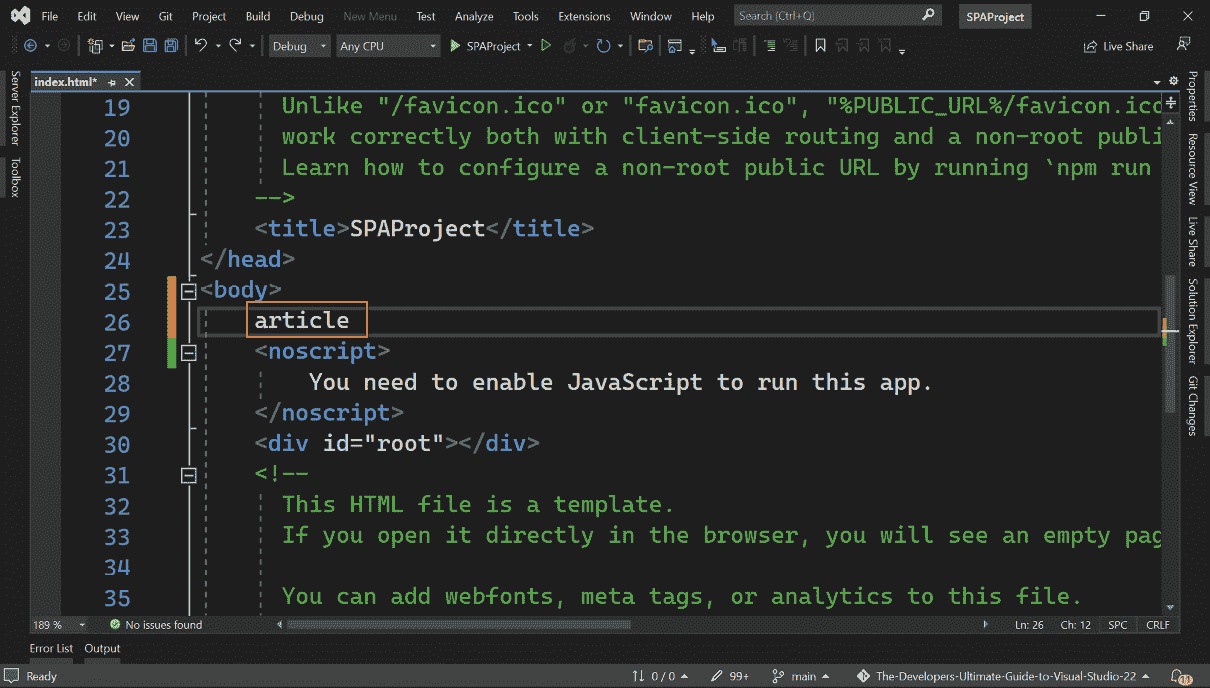 File Edit View Git Project Build Debug New Menu Test Analyze Tools Extensions Window Help Search (Ctrl+Q) SPAProject
Debug Any CPU SPAProject Live Share
Server Explorer
Toolbox
index.html*
19 Unlike "/favicon.ico" or "favicon.ico", "%PUBLIC_URL%/favicon.ico
20 work correctly both with client-side routing and a non-root publi
21 Learn how to configure a non-root public URL by running `npm run
22 -->
23 <title>SPAProject</title>
24 </head>
25 <body>
26 article
27 <noscript>
28 You need to enable JavaScript to run this app.
29 </noscript>
30 <div id="root"></div>
31 <!--
32 This HTML file is a template.
33 If you open it directly in the browser, you will see an empty pag
34
35 You can add webfonts, meta tags, or analytics to this file.
Properties
Resource View
Live Share
Solution Explorer
Git Changes
189 % No issues found Ln: 26 Ch: 12 SPC CRLF
Error List Output
Ready 0 / 0 99+ main The-Developers-Ultimate-Guide-to-Visual-Studio-22